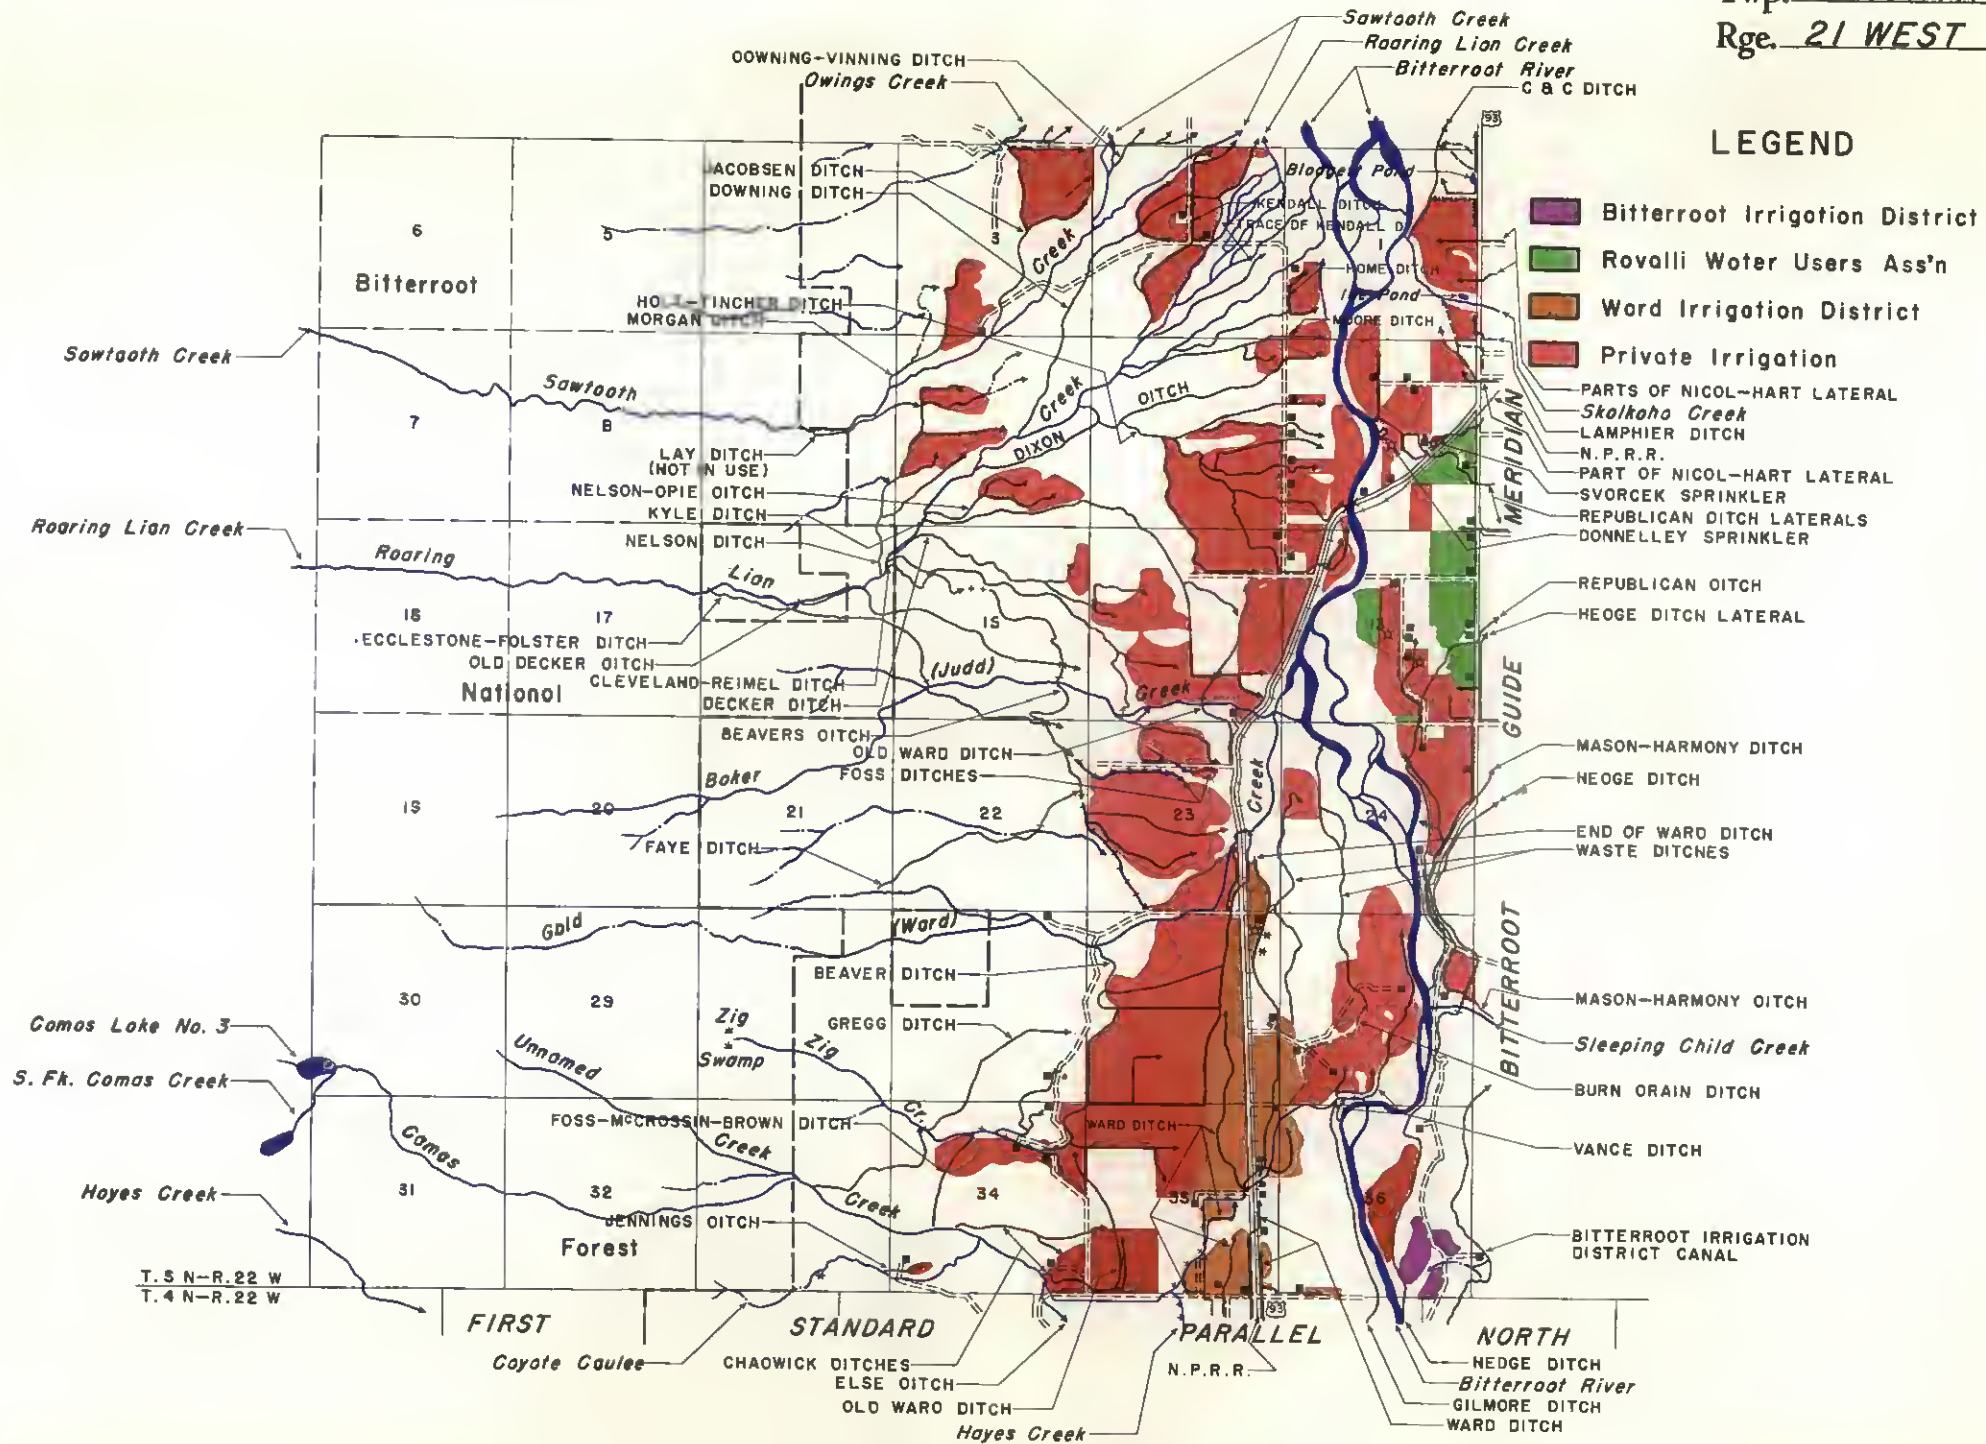 Rge. 21 WEST
Sawtooth Creek
Roaring Lion Creek
Bitterroot River
C & C DITCH
DOWNING-VINNING DITCH
Owings Creek
93
LEGEND
Bitterroot Irrigation District
Ravalli Water Users Ass'n
Word Irrigation District
Private Irrigation
JACOBSEN DITCH
DOWNING DITCH
Blodgett Pond
KENDALL DITCH
TRACE OF KENDALL D
HOME DITCH
Ice Pond
MOORE DITCH
6
5
3
1
Bitterroot
Creek
HOLT-TINCHER DITCH
MORGAN DITCH
Sawtooth Creek
Sawtooth
7
8
Creek
DIXON
DITCH
LAY DITCH
(NOT IN USE)
NELSON-OPIE DITCH
KYLE DITCH
NELSON DITCH
PARTS OF NICOL-HART LATERAL
Skalkaho Creek
LAMPHIER DITCH
N.P.R.R.
PART OF NICOL-HART LATERAL
SVORCEK SPRINKLER
REPUBLICAN DITCH LATERALS
DONNELLEY SPRINKLER
REPUBLICAN DITCH
HEDGE DITCH LATERAL
MERIDIAN
GUIDE
BITTERROOT
Roaring Lion Creek
Roaring
Lion
18
17
15
ECCLESTONE-FOLSTER DITCH
OLD DECKER DITCH
CLEVELAND-REIMEL DITCH
DECKER DITCH
National
(Judd)
Creek
BEAVERS DITCH
OLD WARD DITCH
FOSS DITCHES
MASON-HARMONY DITCH
HEDGE DITCH
Baker
Creek
19
20
21
22
23
24
FAYE DITCH
END OF WARD DITCH
WASTE DITCHES
Gold
(Ward)
BEAVER DITCH
30
29
Zig
Swamp
Zig
Cr.
GREGG DITCH
Unnamed
Creek
MASON-HARMONY DITCH
Sleeping Child Creek
BURN DRAIN DITCH
VANCE DITCH
Camas Lake No. 3
S. Fk. Camas Creek
Camas
Creek
FOSS-McCROSSIN-BROWN DITCH
WARD DITCH
31
32
34
35
36
Hayes Creek
JENNINGS DITCH
Forest
BITTERROOT IRRIGATION
DISTRICT CANAL
T. 5 N-R. 22 W
T. 4 N-R. 22 W
FIRST
STANDARD
PARALLEL
NORTH
93
Coyote Coulee
CHADWICK DITCHES
ELSE DITCH
OLD WARD DITCH
Hayes Creek
N.P.R.R.
HEDGE DITCH
Bitterroot River
GILMORE DITCH
WARD DITCH